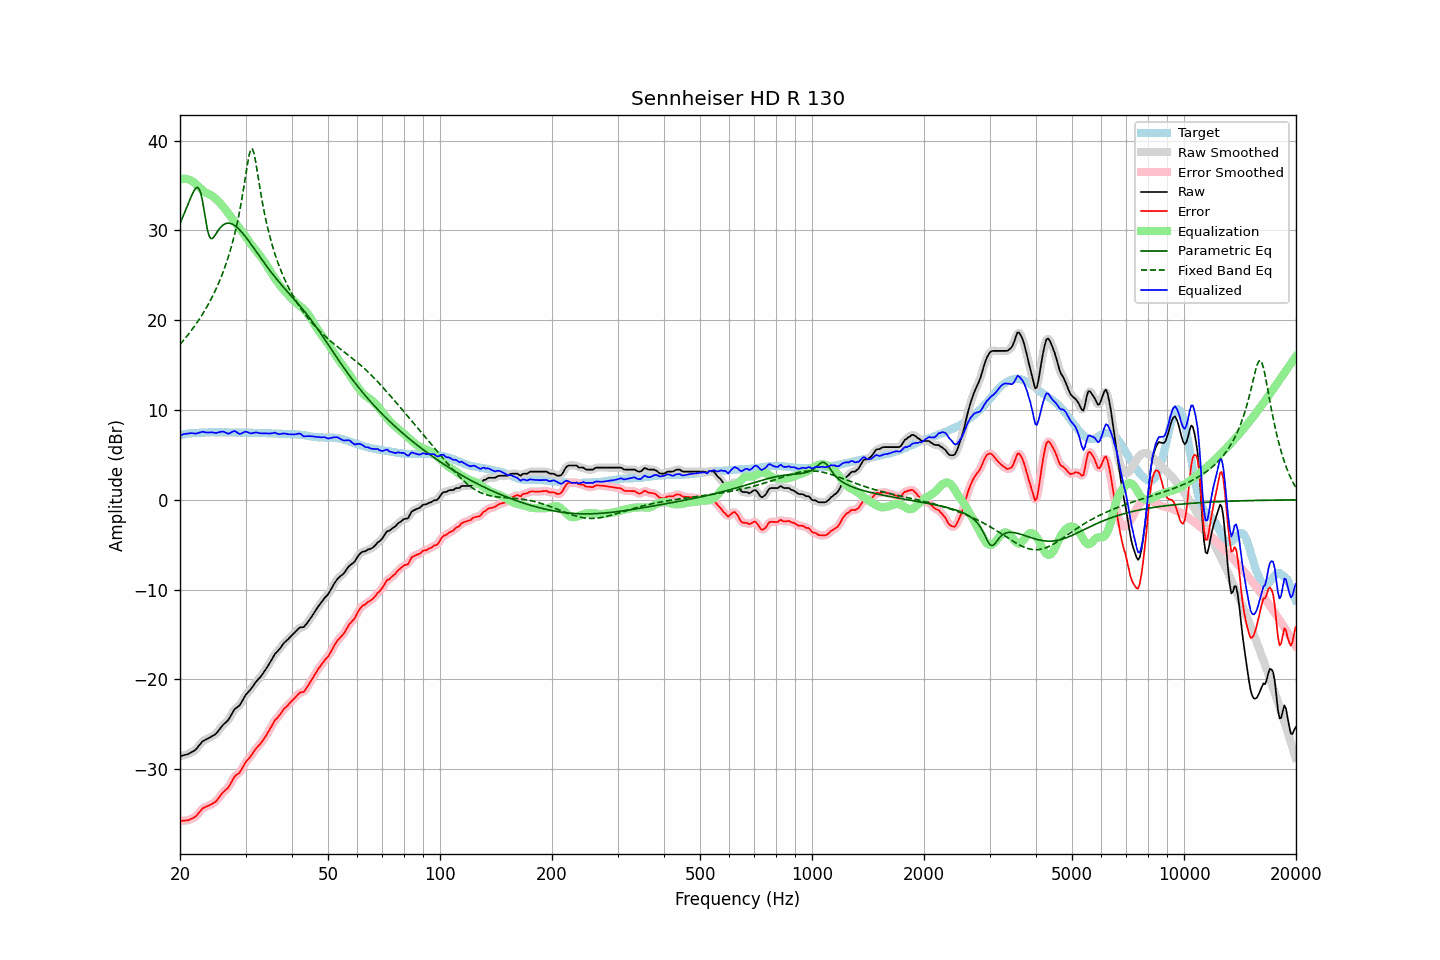 Sennheiser HD R 130
Amplitude (dBr)
40
30
20
10
0
−10
−20
−30
20
50
100
200
500
1000
2000
5000
10000
20000
Frequency (Hz)
Target
Raw Smoothed
Error Smoothed
Raw
Error
Equalization
Parametric Eq
Fixed Band Eq
Equalized